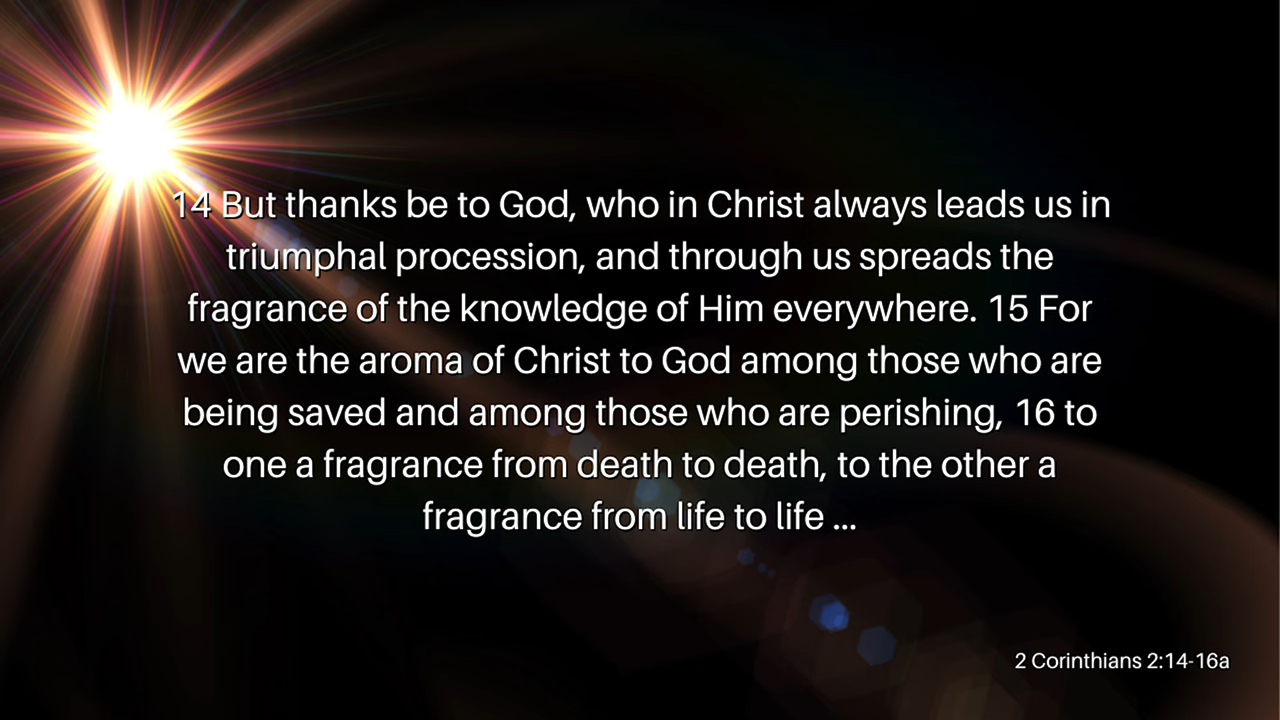 14 But thanks be to God, who in Christ always leads us in
triumphal procession, and through us spreads the
fragrance of the knowledge of Him everywhere. 15 For
we are the aroma of Christ to God among those who are
being saved and among those who are perishing, 16 to
one a fragrance from death to death, to the other a
fragrance from life to life ...
2 Corinthians 2:14-16a